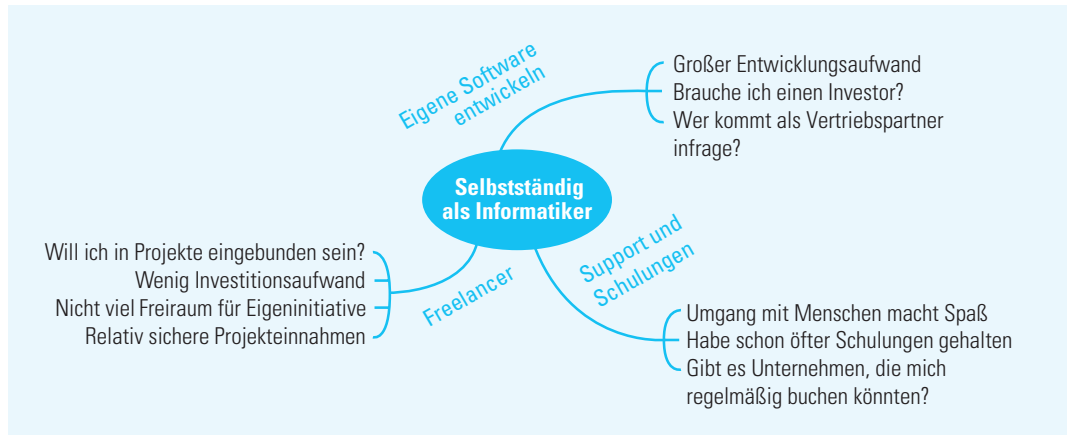 Eigene Software
entwickeln
Großer Entwicklungsaufwand
Brauche ich einen Investor?
Wer kommt als Vertriebspartner
infrage?
Selbstständig
als Informatiker
Will ich in Projekte eingebunden sein?
Wenig Investitionsaufwand
Nicht viel Freiraum für Eigeninitiative
Relativ sichere Projekteinnahmen
Freelancer
Support und
Schulungen
Umgang mit Menschen macht Spaß
Habe schon öfter Schulungen gehalten
Gibt es Unternehmen, die mich
regelmäßig buchen könnten?